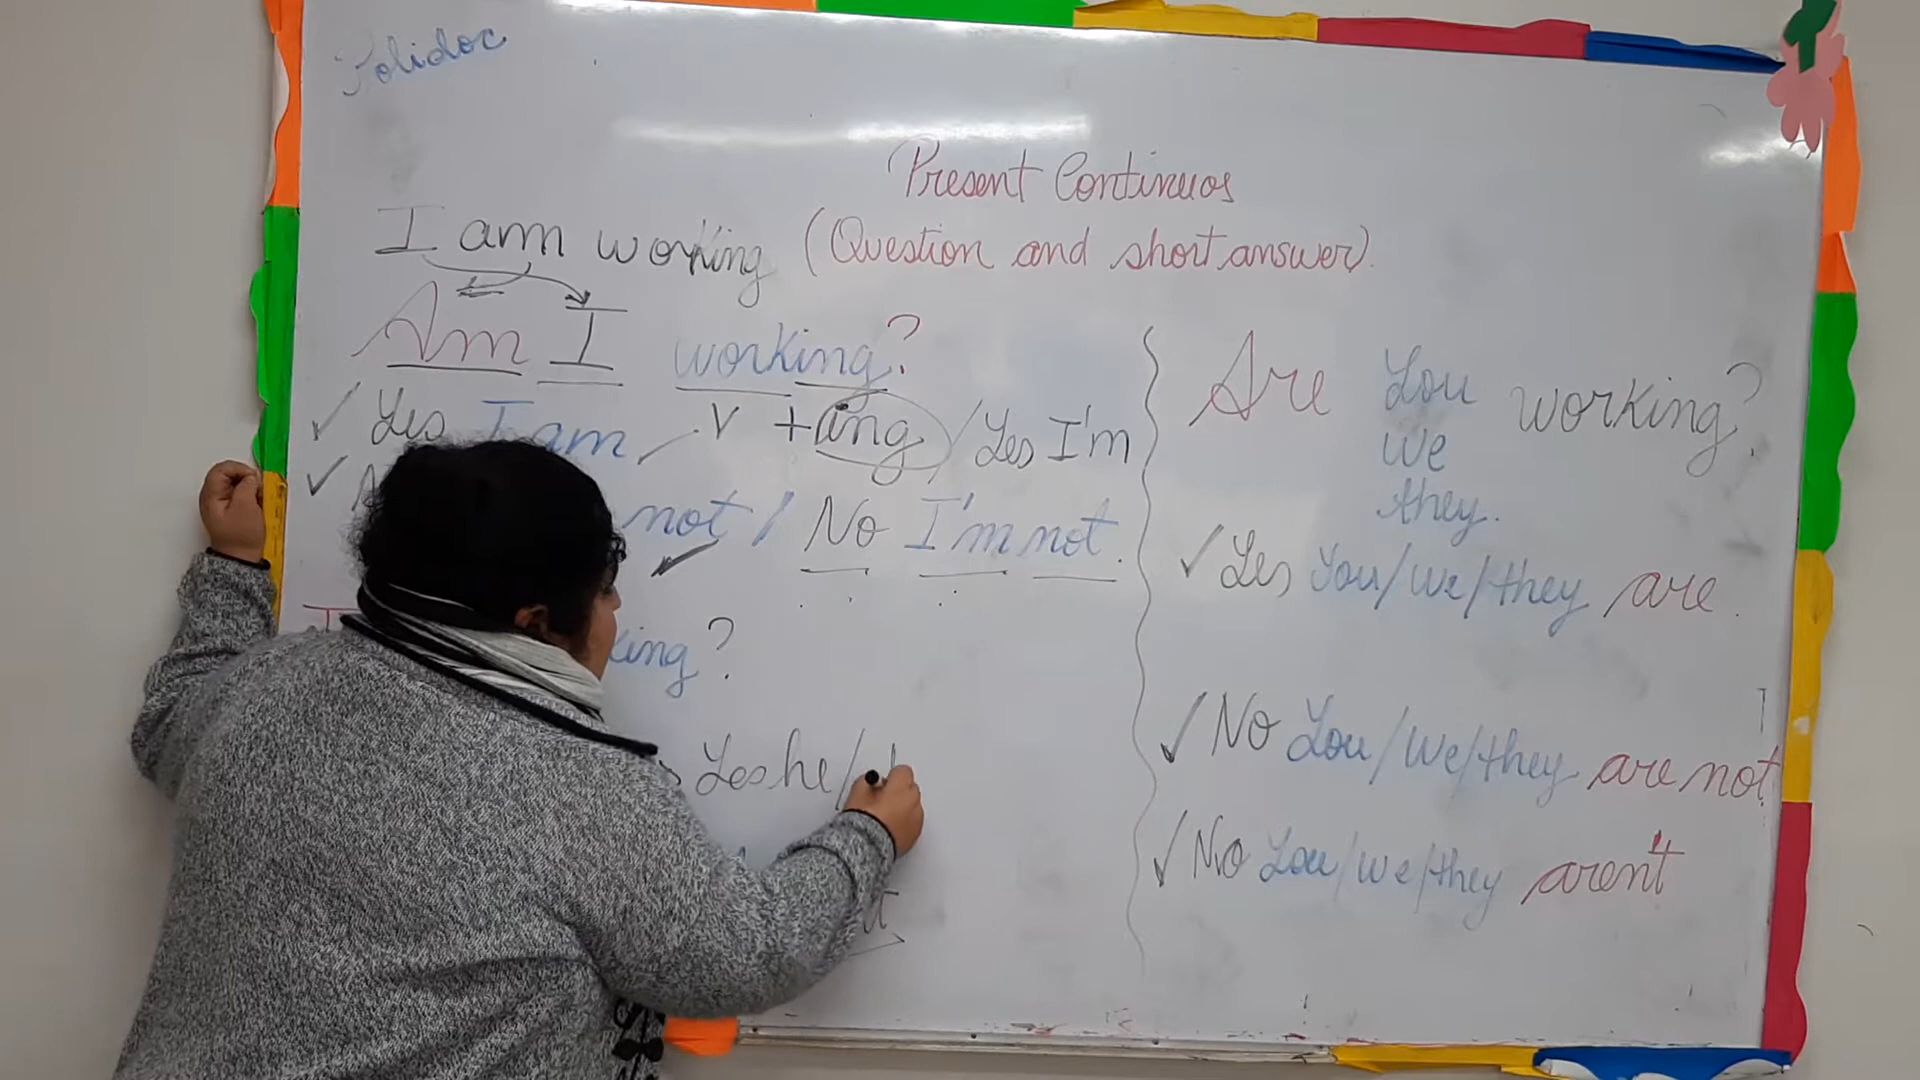 Polidoc
Present Continuos
I am working (Question and short answer).
Am I working?
V + ing / Yes I'm
✓ Yes I am
✓ not / No I'm not.
king?
Yes he/
Are You working?
we
they.
✓ Yes You/we/they are.
✓ No You/we/they are not
✓ No You/we/they aren't